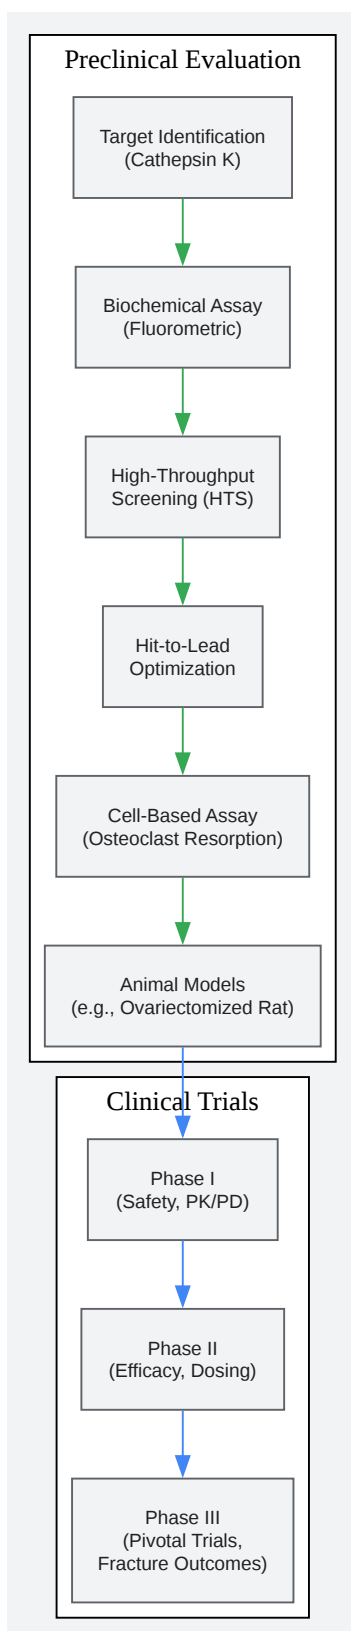 Preclinical Evaluation
Target Identification
(Cathepsin K)
Biochemical Assay
(Fluorometric)
High-Throughput
Screening (HTS)
Hit-to-Lead
Optimization
Cell-Based Assay
(Osteoclast Resorption)
Animal Models
(e.g., Ovariectomized Rat)
Clinical Trials
Phase I
(Safety, PK/PD)
Phase II
(Efficacy, Dosing)
Phase III
(Pivotal Trials,
Fracture Outcomes)